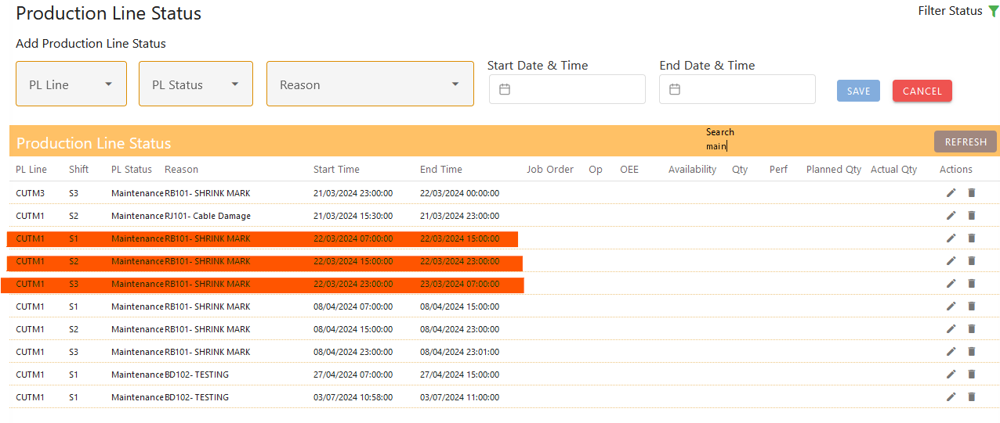 Production Line Status
Filter Status
Add Production Line Status
PL Line
PL Status
Reason
Start Date & Time
End Date & Time
SAVE
CANCEL
Production Line Status
Search
main
REFRESH
PL Line Shift PL Status Reason Start Time End Time Job Order Op OEE Availability Qty Perf Planned Qty Actual Qty Actions
CUTM3 S3 Maintenance RB101- SHRINK MARK 21/03/2024 23:00:00 22/03/2024 00:00:00
CUTM1 S2 Maintenance RJ101- Cable Damage 21/03/2024 15:30:00 21/03/2024 23:00:00
CUTM1 S1 Maintenance RB101- SHRINK MARK 22/03/2024 07:00:00 22/03/2024 15:00:00
CUTM1 S2 Maintenance RB101- SHRINK MARK 22/03/2024 15:00:00 22/03/2024 23:00:00
CUTM1 S3 Maintenance RB101- SHRINK MARK 22/03/2024 23:00:00 23/03/2024 07:00:00
CUTM1 S1 Maintenance RB101- SHRINK MARK 08/04/2024 07:00:00 08/04/2024 15:00:00
CUTM1 S2 Maintenance RB101- SHRINK MARK 08/04/2024 15:00:00 08/04/2024 23:00:00
CUTM1 S3 Maintenance RB101- SHRINK MARK 08/04/2024 23:00:00 08/04/2024 23:01:00
CUTM1 S1 Maintenance BD102- TESTING 27/04/2024 07:00:00 27/04/2024 15:00:00
CUTM1 S1 Maintenance BD102- TESTING 03/07/2024 10:58:00 03/07/2024 11:00:00